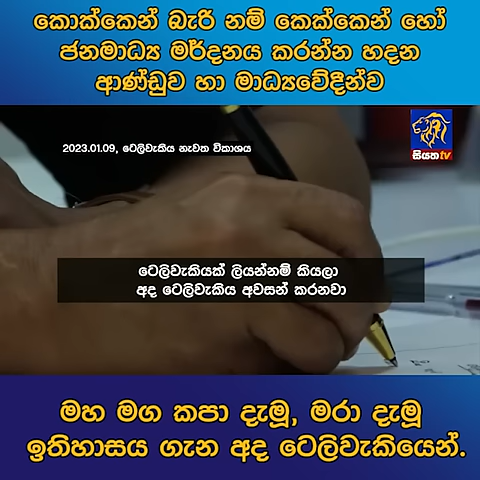 කොක්කෙන් බැරි නම් කෙක්කෙන් හෝ
ජනමාධ්‍ය මර්දනය කරන්න හදන
ආණ්ඩුව හා මාධ්‍යවේදීන්ව
2023.01.09, ටෙලිවැකිය නැවත විකාශය
සියත tv
ටෙලිවැකියක් ලියන්නම් කියලා
අද ටෙලිවැකිය අවසන් කරනවා
මහ මග කපා දැමූ, මරා දැමූ
ඉතිහාසය ගැන අද ටෙලිවැකියෙන්.